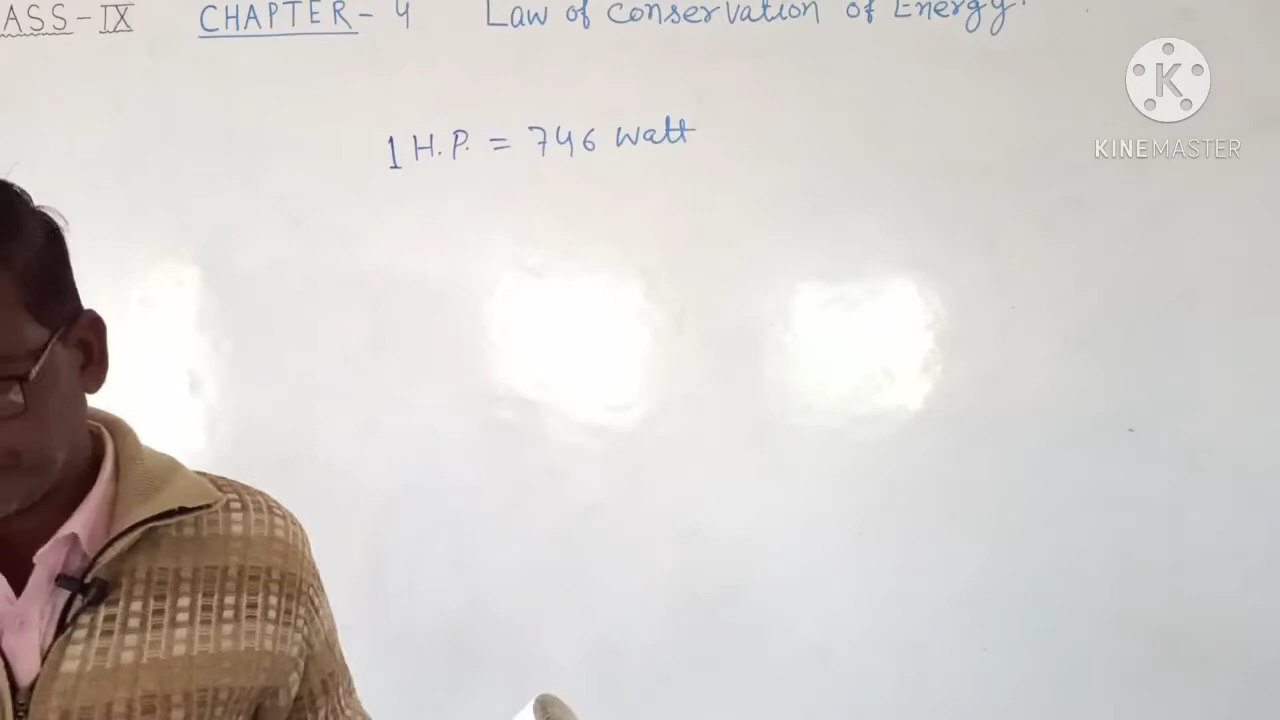 ASS - IX CHAPTER - 4 Law of Conservation of Energy.
1 H.P. = 746 watt
KINEMASTER